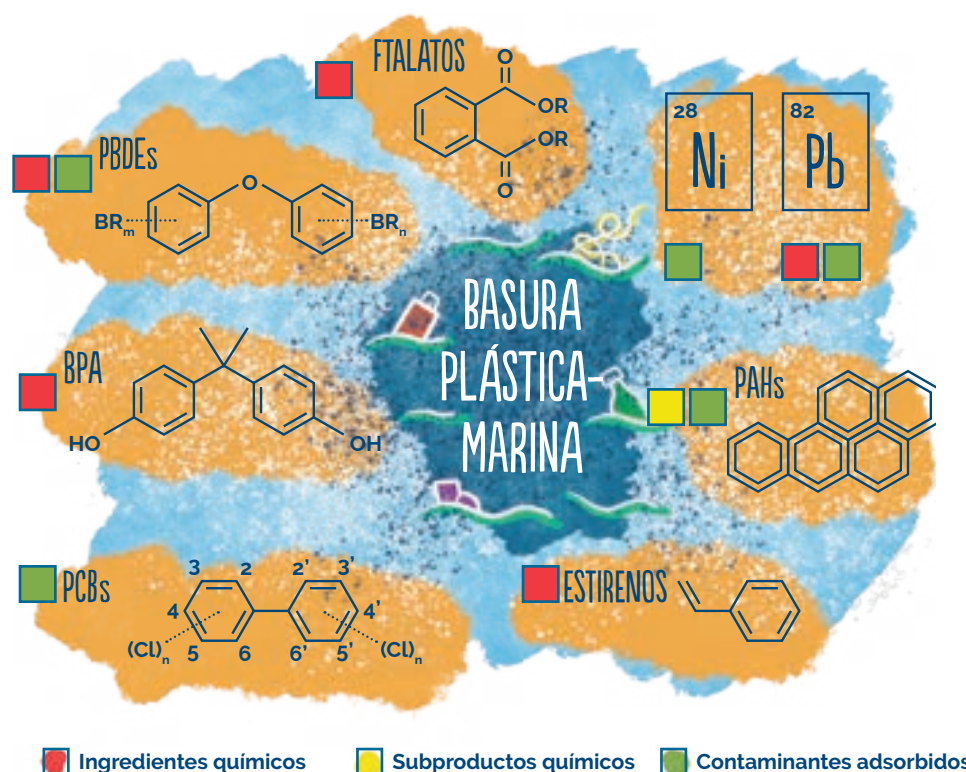 FTALATOS
O
OR
OR
O
28
Ni
82
Pb
PBDEs
O
BRm
BRn
BASURA
PLÁSTICA-
MARINA
BPA
HO
OH
PAHs
PCBs
3 2 2' 3'
4 4'
(Cl)n 5 6 6' 5' (Cl)n
ESTIRENOS
Ingredientes químicos
Subproductos químicos
Contaminantes adsorbidos